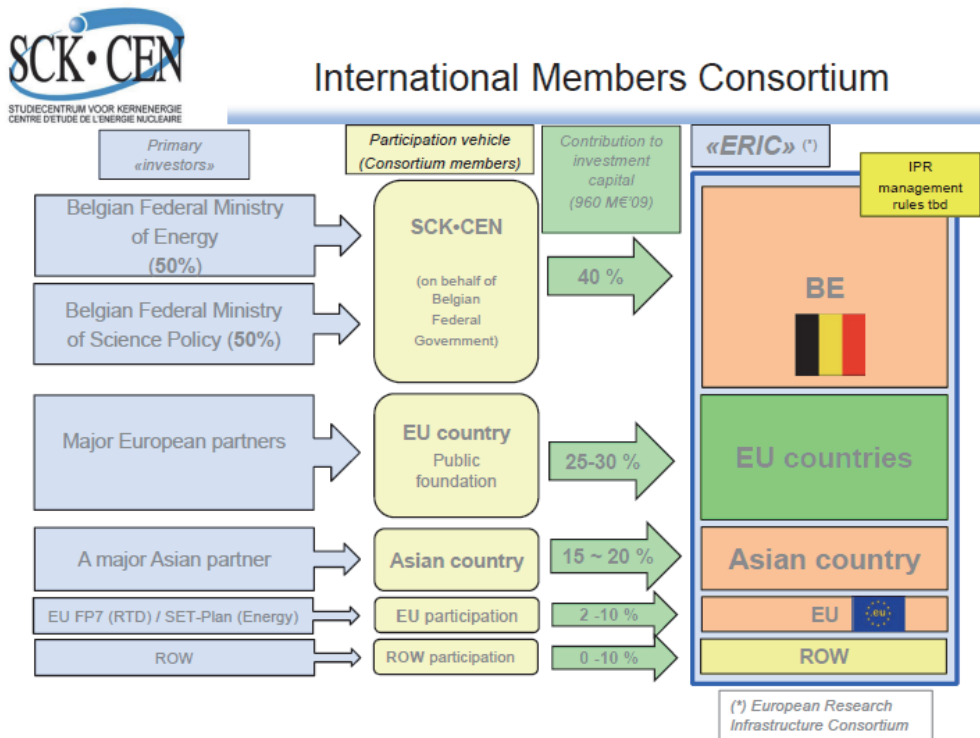 SCK•CEN
STUDIECENTRUM VOOR KERNENERGIE
CENTRE D'ETUDE DE L'ENERGIE NUCLEAIRE
International Members Consortium
Primary
«investors»
Participation vehicle
(Consortium members)
Contribution to
investment
capital
(960 M€'09)
«ERIC» (*)
IPR
management
rules tbd
Belgian Federal Ministry
of Energy
(50%)
Belgian Federal Ministry
of Science Policy (50%)
SCK•CEN
(on behalf of
Belgian
Federal
Government)
40 %
BE
Major European partners
EU country
Public
foundation
25-30 %
EU countries
A major Asian partner
Asian country
15 ~ 20 %
Asian country
EU FP7 (RTD) / SET-Plan (Energy)
EU participation
2 -10 %
EU
.eu
ROW
ROW participation
0 -10 %
ROW
(*) European Research
Infrastructure Consortium